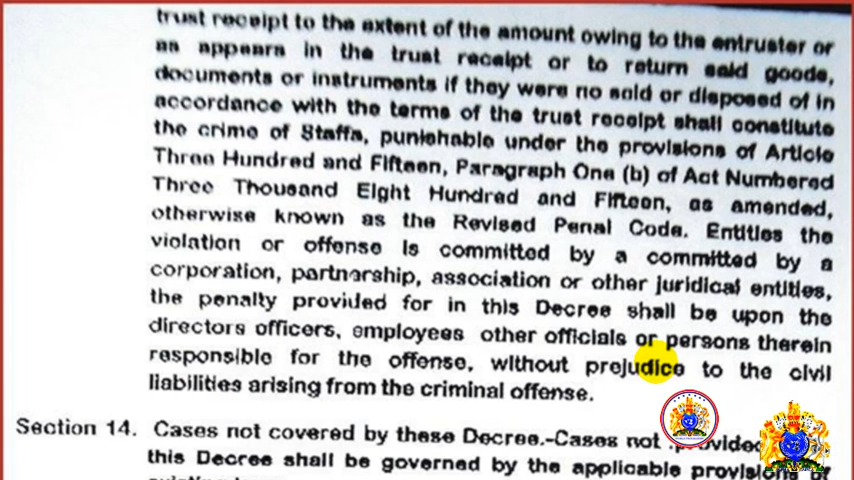 trust receipt to the extent of the amount owing to the entruster or
as appears in the trust receipt or to return said goods,
documents or instruments if they were no sold or disposed of in
accordance with the terms of the trust receipt shall constitute
the crime of Staffa, punishable under the provisions of Article
Three Hundred and Fifteen, Paragraph One (b) of Act Numbered
Three Thousand Eight Hundred and Fifteen, as amended,
otherwise known as the Revised Penal Code. Entities the
violation or offense is committed by a committed by a
corporation, partnership, association or other juridical entities,
the penalty provided for in this Decree shall be upon the
directors officers, employees other officials or persons therein
responsible for the offense, without prejudice to the civil
liabilities arising from the criminal offense.
Section 14. Cases not covered by these Decree.-Cases not provided
this Decree shall be governed by the applicable provisions of